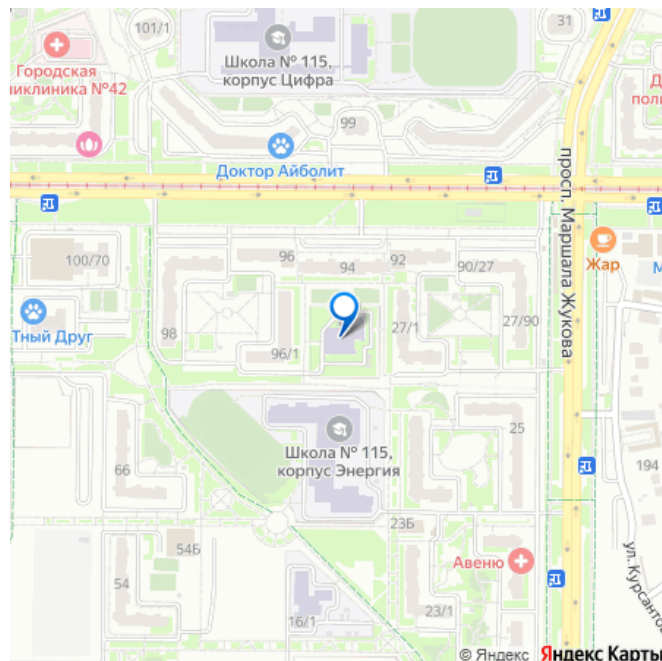 101/1
31
Школа № 115,
корпус Цифра
Городская
иклиника №42
Д
поли
99
Доктор Айболит
просп. Маршала Жукова
100/70
96
94
92
90/27
Жар
М
тный Друг
98
96/1
27/1
27/90
Школа № 115,
корпус Энергия
25
66
194
23Б
54Б
ул. Курсанто
54
Авеню
16/1
23/1
© Яндекс Яндекс Карты